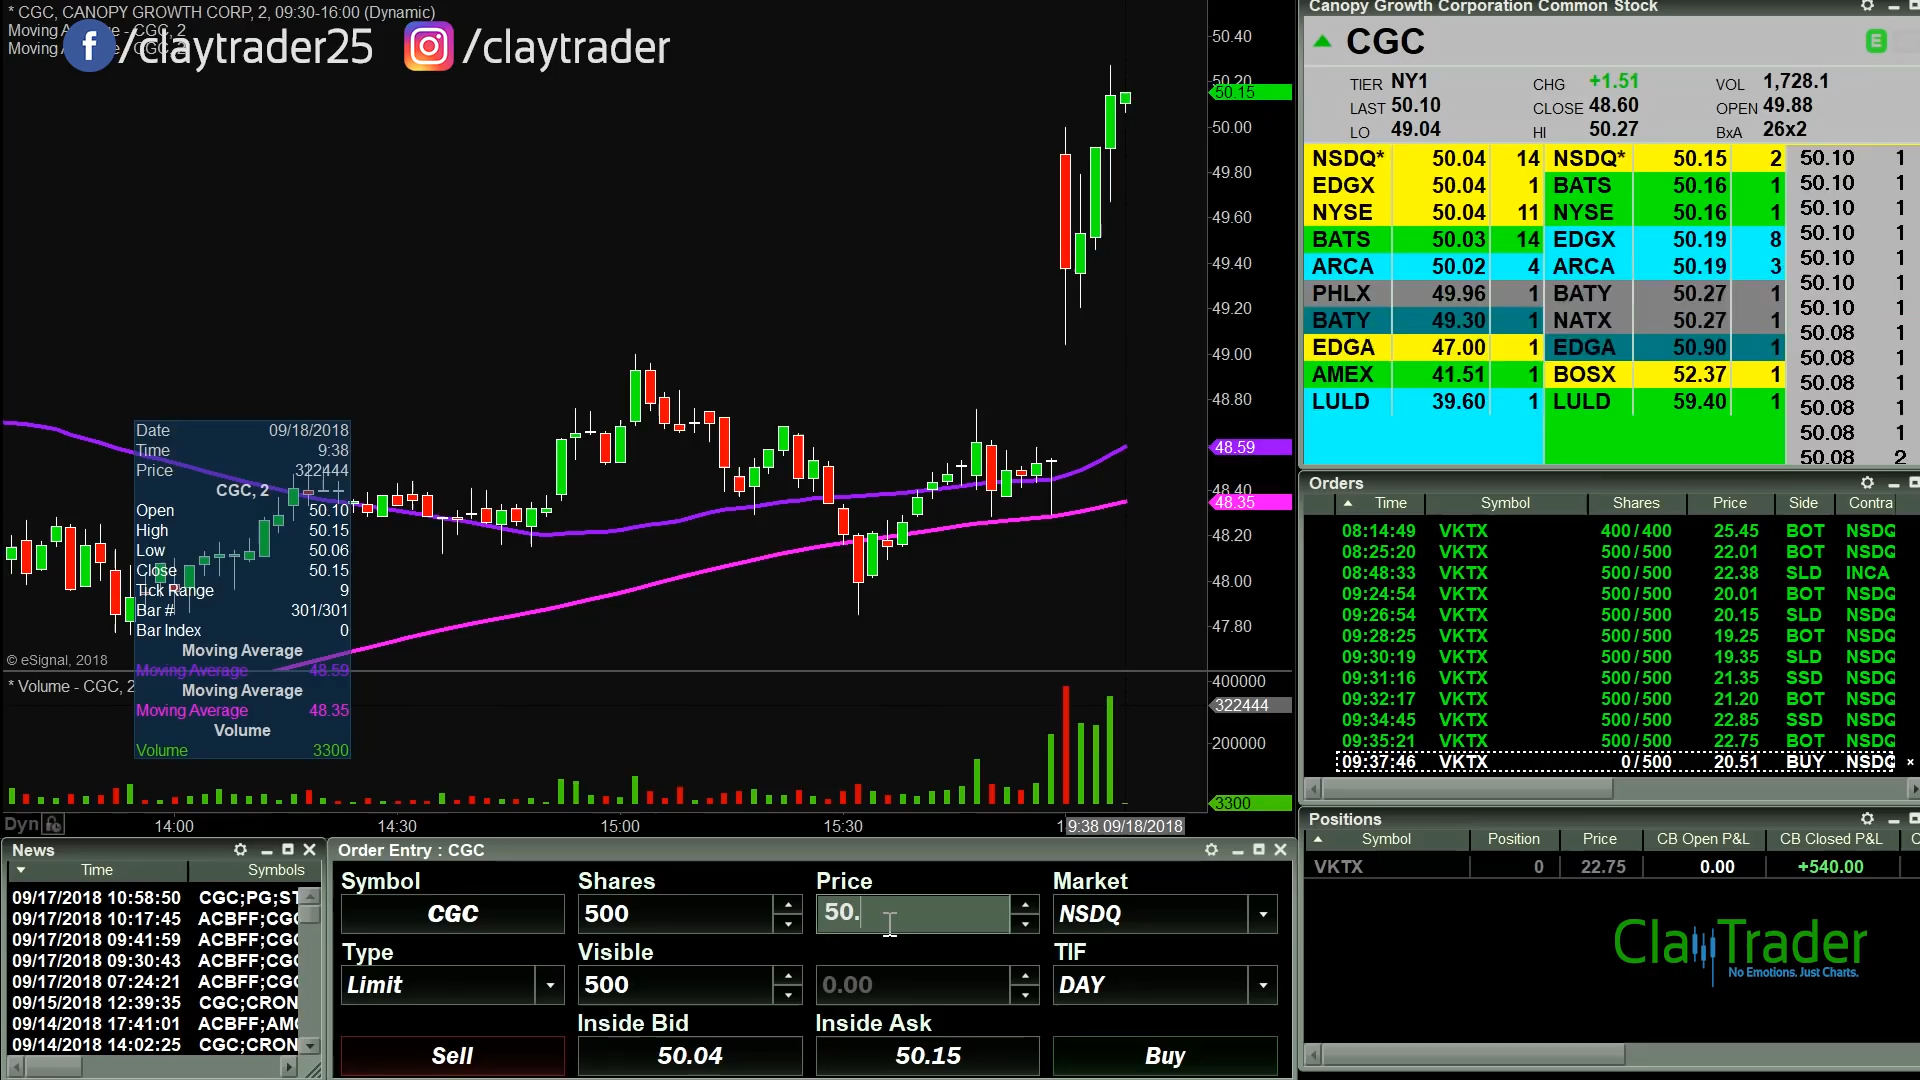 * CGC, CANOPY GROWTH CORP, 2, 09:30-16:00 (Dynamic)
Moving Average - CGC, 2
/claytrader25 /claytrader
50.40
50.20
50.15
50.00
49.80
49.60
49.40
49.20
49.00
48.80
48.59
48.40
48.35
48.20
48.00
47.80
Date 09/18/2018
Time 9:38
Price 322444
CGC, 2
Open 50.10
High 50.15
Low 50.06
Close 50.15
Tick Range 9
Bar # 301/301
Bar Index 0
Moving Average
Moving Average 48.59
Moving Average
Moving Average 48.35
Volume
Volume 3300
© eSignal, 2018
* Volume - CGC, 2
400000
322444
200000
3300
Dyn
14:00 14:30 15:00 15:30 9:38 09/18/2018
Canopy Growth Corporation Common Stock
CGC E
TIER NY1 CHG +1.51 VOL 1,728.1
LAST 50.10 CLOSE 48.60 OPEN 49.88
LO 49.04 HI 50.27 BxA 26x2
NSDQ* 50.04 14 NSDQ* 50.15 2
EDGX 50.04 1 BATS 50.16 1
NYSE 50.04 11 NYSE 50.16 1
BATS 50.03 14 EDGX 50.19 8
ARCA 50.02 4 ARCA 50.19 3
PHLX 49.96 1 BATY 50.27 1
BATY 49.30 1 NATX 50.27 1
EDGA 47.00 1 EDGA 50.90 1
AMEX 41.51 1 BOSX 52.37 1
LULD 39.60 1 LULD 59.40 1
50.10 1
50.10 1
50.10 1
50.10 1
50.10 1
50.10 1
50.10 1
50.08 1
50.08 1
50.08 1
50.08 1
50.08 1
50.08 2
Orders
Time Symbol Shares Price Side Contra
08:14:49 VKTX 400/400 25.45 BOT NSDQ
08:25:20 VKTX 500/500 22.01 BOT NSDQ
08:48:33 VKTX 500/500 22.38 SLD INCA
09:24:54 VKTX 500/500 20.01 BOT NSDQ
09:26:54 VKTX 500/500 20.15 SLD NSDQ
09:28:25 VKTX 500/500 19.25 BOT NSDQ
09:30:19 VKTX 500/500 19.35 SLD NSDQ
09:31:16 VKTX 500/500 21.35 SSD NSDQ
09:32:17 VKTX 500/500 21.20 BOT NSDQ
09:34:45 VKTX 500/500 22.85 SSD NSDQ
09:35:21 VKTX 500/500 22.75 BOT NSDQ
09:37:46 VKTX 0/500 20.51 BUY NSDQ
Positions
Symbol Position Price CB Open P&L CB Closed P&L
VKTX 0 22.75 0.00 +540.00
ClayTrader
No Emotions. Just Charts.
News
Time Symbols
09/17/2018 10:58:50 CGC;PG;ST
09/17/2018 10:17:45 ACBFF;CGC
09/17/2018 09:41:59 ACBFF;CGC
09/17/2018 09:30:43 ACBFF;CGC
09/17/2018 07:24:21 ACBFF;CGC
09/15/2018 12:39:35 CGC;CRON
09/14/2018 17:41:01 ACBFF;AMC
09/14/2018 14:02:25 CGC;CRON
Order Entry : CGC
Symbol Shares Price Market
CGC 500 50. NSDQ
Type Visible TIF
Limit 500 0.00 DAY
Inside Bid Inside Ask
Sell 50.04 50.15 Buy